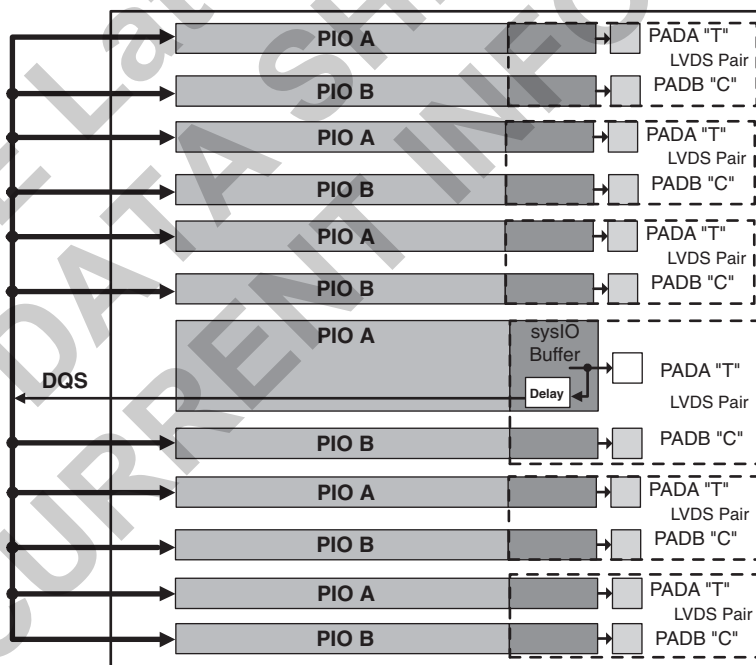 PIO A
PADA "T"
LVDS Pair
PIO B
PADB "C"
PIO A
PADA "T"
LVDS Pair
PIO B
PADB "C"
PIO A
PADA "T"
LVDS Pair
PIO B
PADB "C"
PIO A
sysIO
Buffer
PADA "T"
DQS
Delay
LVDS Pair
PIO B
PADB "C"
PIO A
PADA "T"
LVDS Pair
PIO B
PADB "C"
PIO A
PADA "T"
LVDS Pair
PIO B
PADB "C"
DATA
CURRENT